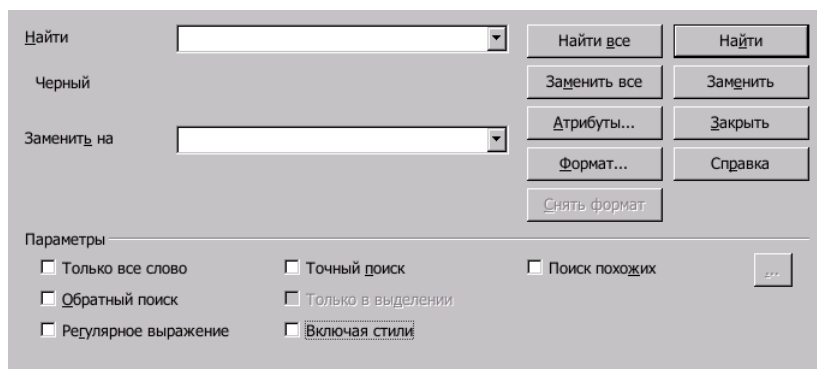 Найти
Найти все
Найти
Черный
Заменить все
Заменить
Заменить на
Атрибуты...
Закрыть
Формат...
Справка
Снять формат
Параметры
Только все слово
Точный поиск
Поиск похожих
...
Обратный поиск
Только в выделении
Регулярное выражение
Включая стили